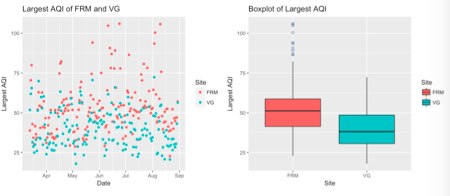 Largest AQI of FRM and VG
Largest AQI
100
75
50
25
Apr May Jun Jul Aug Sep
Date
Site
FRM
VG
Boxplot of Largest AQI
Largest AQI
100
75
50
25
FRM VG
Site
Site
FRM
VG